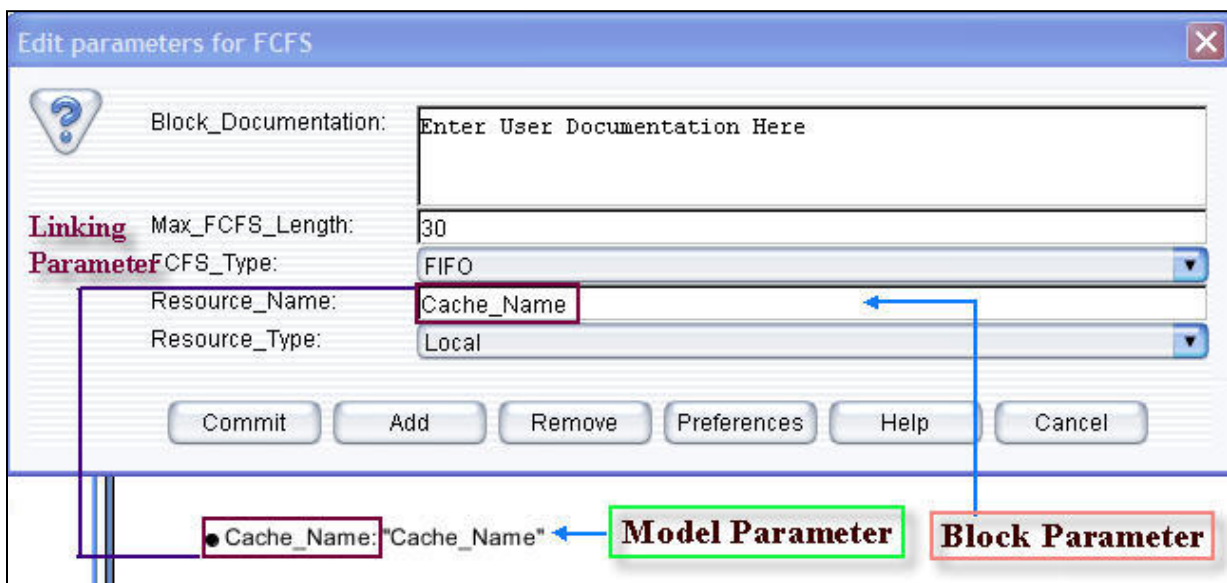 Edit parameters for FCFS
Block_Documentation:
Enter User Documentation Here
Linking
Parameter
Max_FCFS_Length:
30
FCFS_Type:
FIFO
Resource_Name:
Cache_Name
Resource_Type:
Local
Commit Add Remove Preferences Help Cancel
Cache_Name: "Cache_Name" Model Parameter Block Parameter